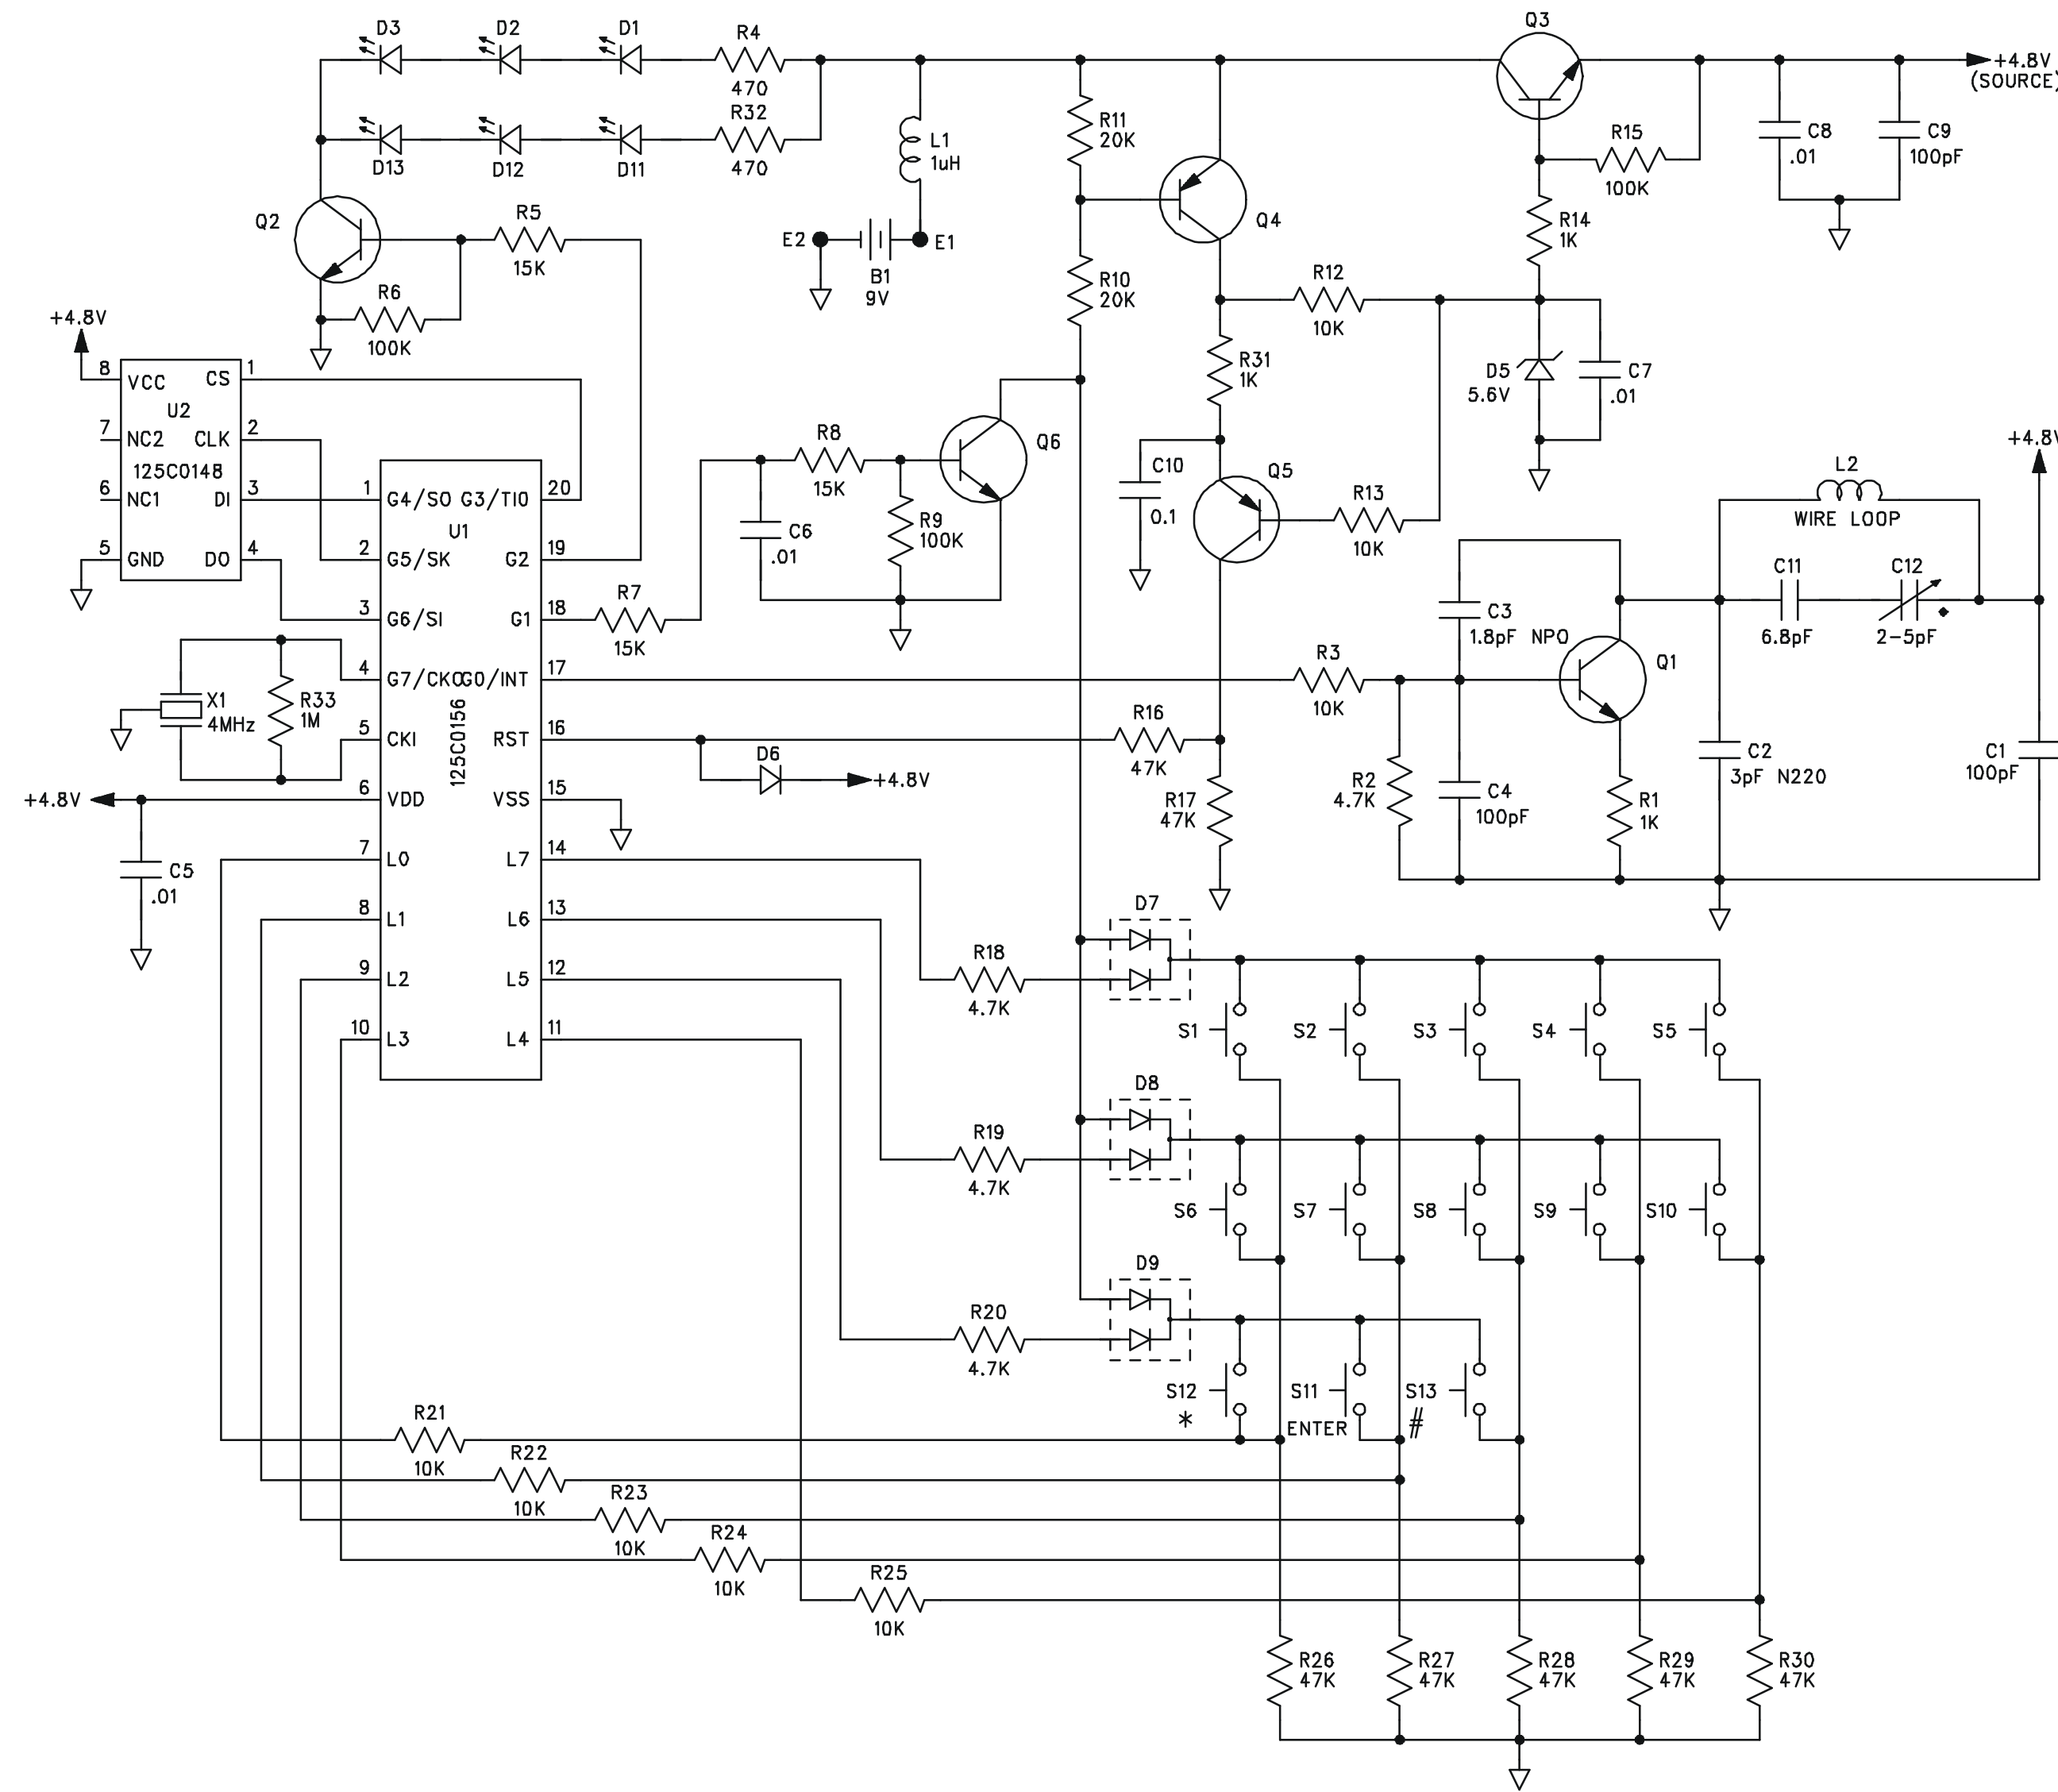 D3
D2
D1
R4
470
Q3
+4.8V
(SOURCE)
D13
D12
D11
R32
470
L1
1uH
R11
20K
R15
100K
C8
.01
C9
100pF
Q2
R5
15K
E2
E1
B1
9V
Q4
R14
1K
R6
100K
R10
20K
R12
10K
+4.8V
8
VCC
CS
1
U2
7
NC2
CLK
2
125C0148
6
NC1
DI
3
5
GND
DO
4
R31
1K
D5
5.6V
C7
.01
R8
15K
Q6
C6
.01
R9
100K
C10
0.1
Q5
R13
10K
+4.8V
L2
WIRE LOOP
1
G4/SO
G3/TIO
20
U1
2
G5/SK
G2
19
3
G6/SI
G1
18
R7
15K
C3
1.8pF NPO
C11
6.8pF
C12
2-5pF
4
G7/CKO
G0/INT
17
R3
10K
Q1
X1
4MHz
R33
1M
5
CKI
125C0156
RST
16
R16
47K
D6
+4.8V
+4.8V
6
VDD
VSS
15
R17
47K
R2
4.7K
C4
100pF
R1
1K
C2
3pF N220
C1
100pF
C5
.01
7
L0
L7
14
8
L1
L6
13
9
L2
L5
12
10
L3
L4
11
D7
R18
4.7K
S1
S2
S3
S4
S5
D8
R19
4.7K
S6
S7
S8
S9
S10
D9
R20
4.7K
S12
*
S11
ENTER
S13
#
R21
10K
R22
10K
R23
10K
R24
10K
R25
10K
R26
47K
R27
47K
R28
47K
R29
47K
R30
47K